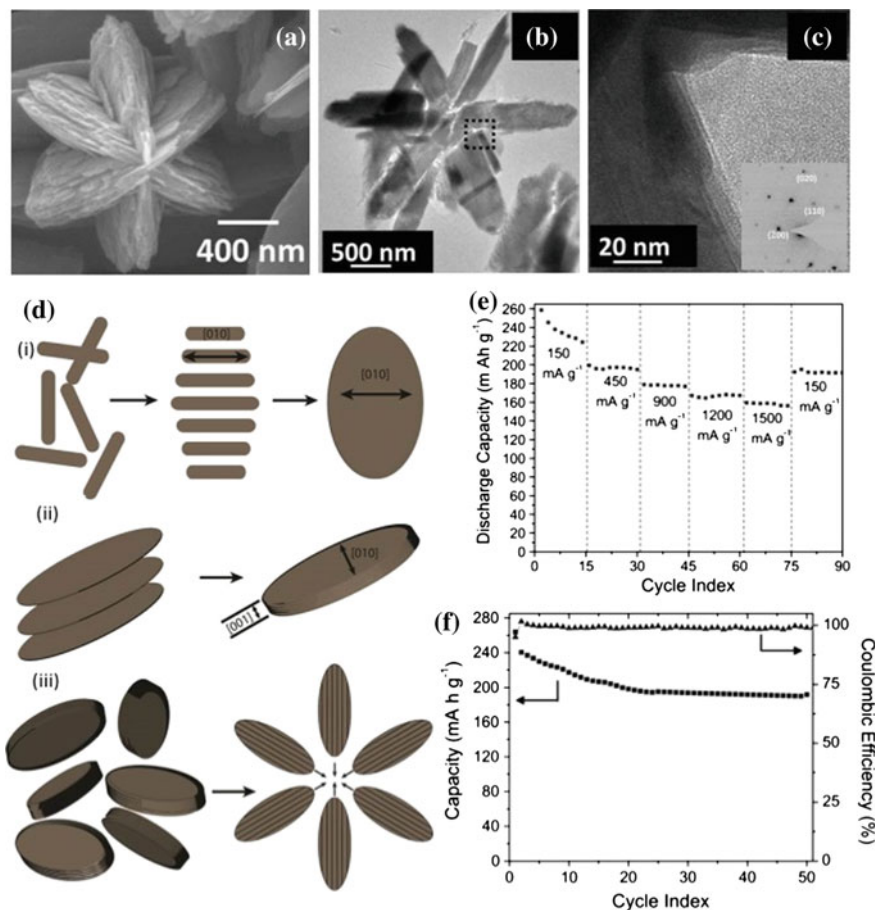 (a)
400 nm
(b)
500 nm
(c)
(020)
(110)
(200)
20 nm
(d)
(i)
[010]
[010]
(ii)
[010]
[001]
(iii)
(e)
Discharge Capacity (m Ah g⁻¹)
260
240
220
200
180
160
140
120
100
80
60
40
20
0
150
mA g⁻¹
450
mA g⁻¹
900
mA g⁻¹
1200
mA g⁻¹
1500
mA g⁻¹
150
mA g⁻¹
0 15 30 45 60 75 90
Cycle Index
(f)
Capacity (mA h g⁻¹)
280
240
200
160
120
80
40
0
100
75
50
25
0
Coulombic Efficiency (%)
0 10 20 30 40 50
Cycle Index